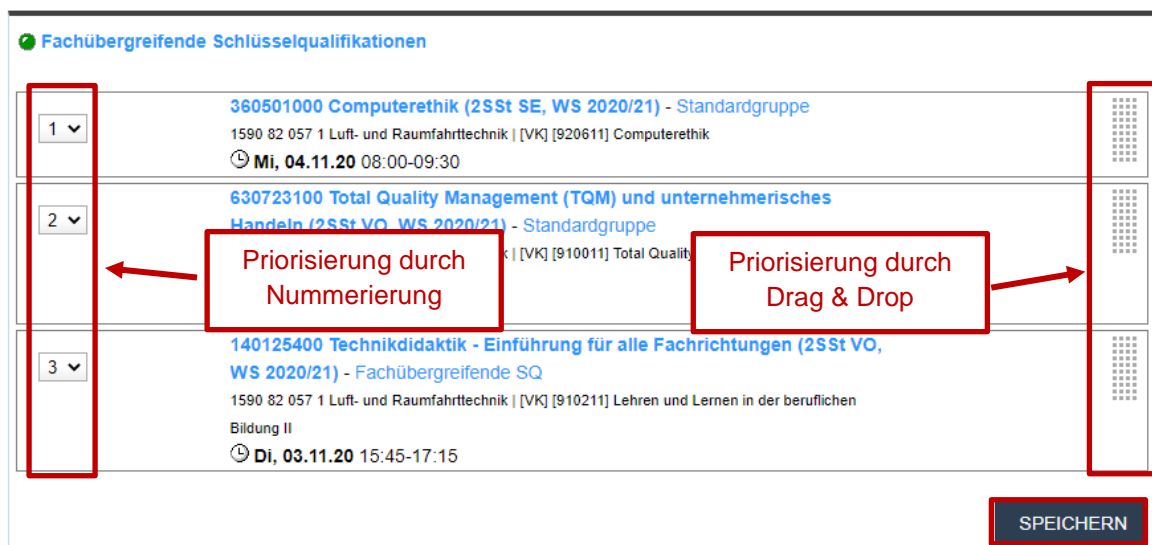 Fachübergreifende Schlüsselqualifikationen
1
360501000 Computerethik (2SSt SE, WS 2020/21) - Standardgruppe
1590 82 057 1 Luft- und Raumfahrttechnik | [VK] [920611] Computerethik
Mi, 04.11.20 08:00-09:30
2
630723100 Total Quality Management (TQM) und unternehmerisches
Handeln (2SSt VO, WS 2020/21) - Standardgruppe
| [VK] [910011] Total
Priorisierung durch
Nummerierung
Priorisierung durch
Drag & Drop
3
140125400 Technikdidaktik - Einführung für alle Fachrichtungen (2SSt VO,
WS 2020/21) - Fachübergreifende SQ
1590 82 057 1 Luft- und Raumfahrttechnik | [VK] [910211] Lehren und Lernen in der beruflichen
Bildung II
Di, 03.11.20 15:45-17:15
SPEICHERN